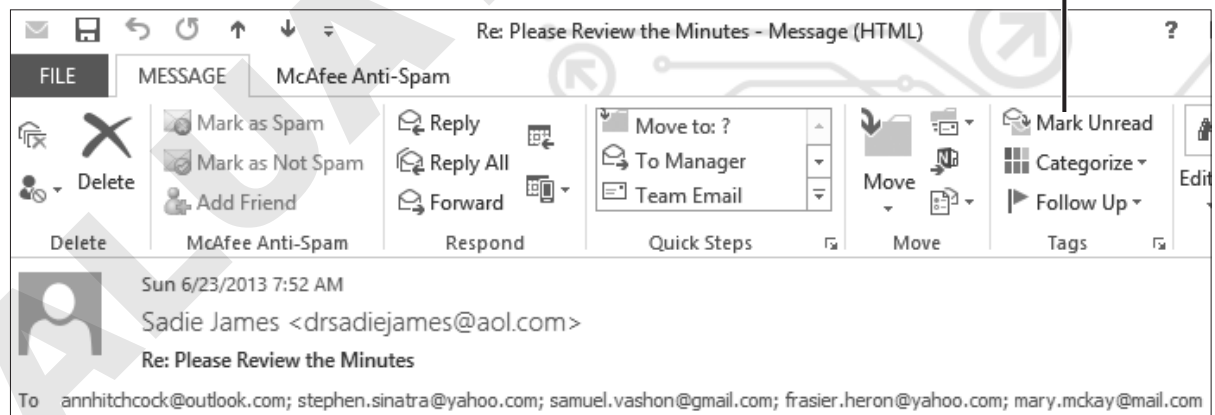 Re: Please Review the Minutes - Message (HTML) ?
FILE MESSAGE McAfee Anti-Spam
Delete
Mark as Spam
Mark as Not Spam
Add Friend
Reply
Reply All
Forward
Move to: ?
To Manager
Team Email
Move
Mark Unread
Categorize
Follow Up
Delete McAfee Anti-Spam Respond Quick Steps Move Tags
Sun 6/23/2013 7:52 AM
Sadie James <drsadiejames@aol.com>
Re: Please Review the Minutes
To annhitchcock@outlook.com; stephen.sinatra@yahoo.com; samuel.vashon@gmail.com; frasier.heron@yahoo.com; mary.mckay@mail.com